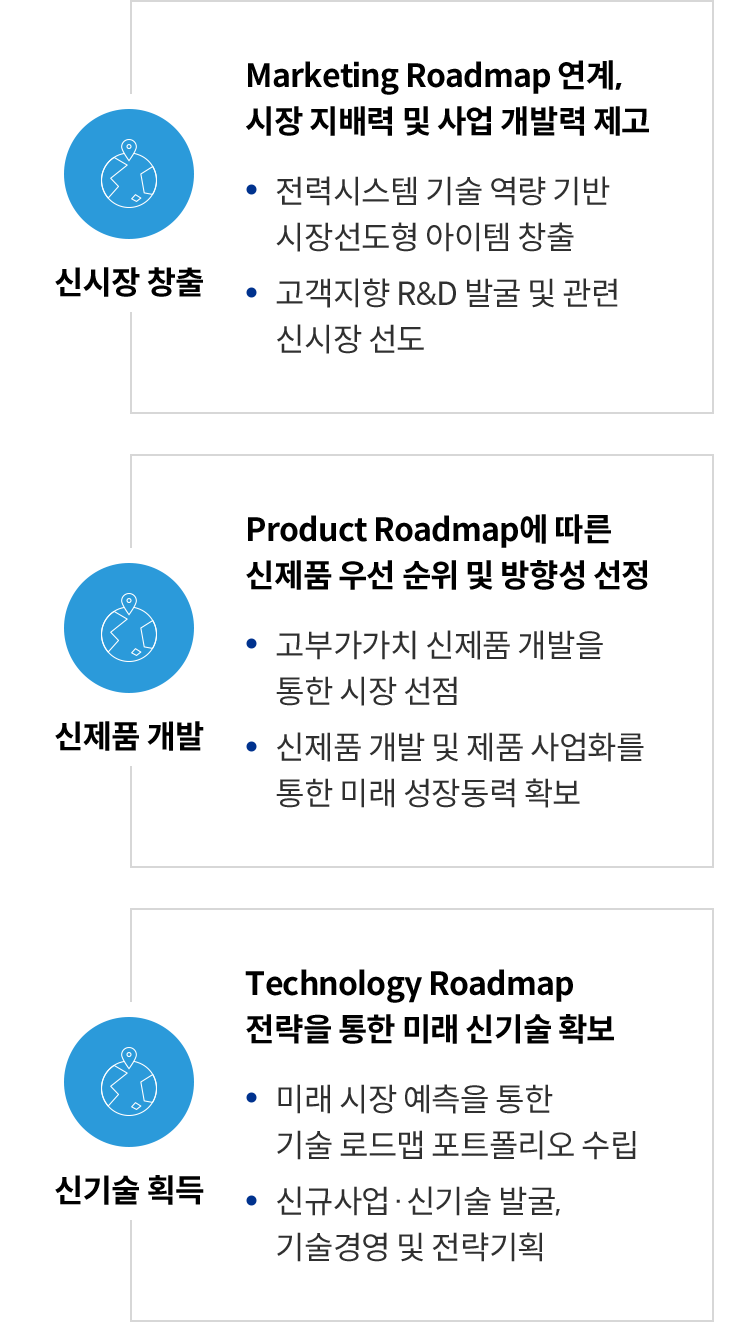 Marketing Roadmap 연계,
시장 지배력 및 사업 개발력 제고
신시장 창출
• 전력시스템 기술 역량 기반
시장선도형 아이템 창출
• 고객지향 R&D 발굴 및 관련
신시장 선도
Product Roadmap에 따른
신제품 우선 순위 및 방향성 선정
신제품 개발
• 고부가가치 신제품 개발을
통한 시장 선점
• 신제품 개발 및 제품 사업화를
통한 미래 성장동력 확보
Technology Roadmap
전략을 통한 미래 신기술 확보
신기술 획득
• 미래 시장 예측을 통한
기술 로드맵 포트폴리오 수립
• 신규사업·신기술 발굴,
기술경영 및 전략기획